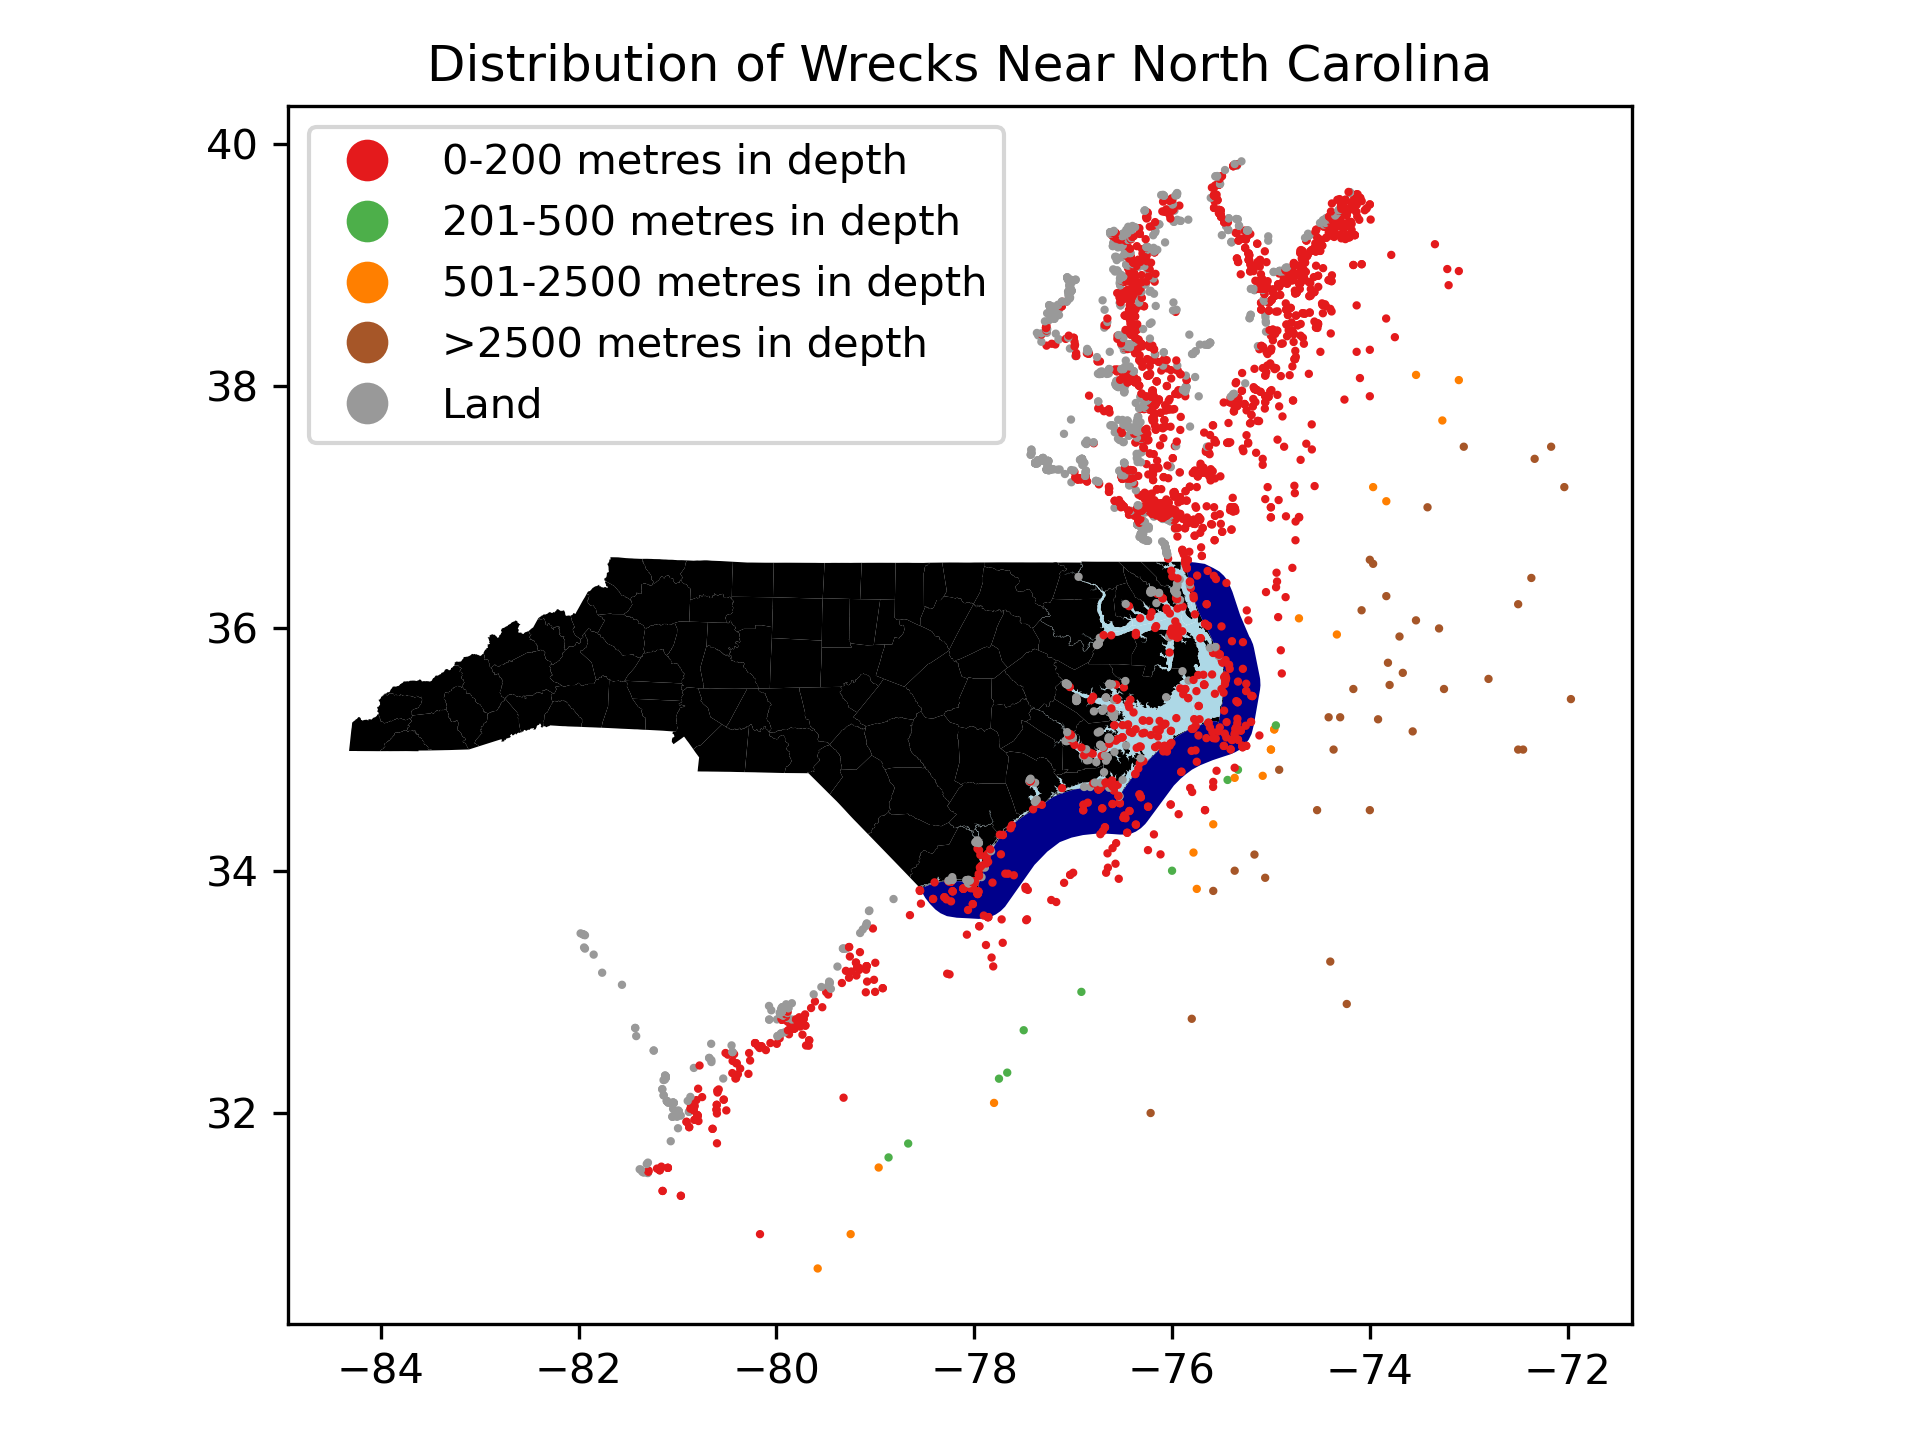 Distribution of Wrecks Near North Carolina
40
38
36
34
32
0-200 metres in depth
201-500 metres in depth
501-2500 metres in depth
>2500 metres in depth
Land
−84 −82 −80 −78 −76 −74 −72